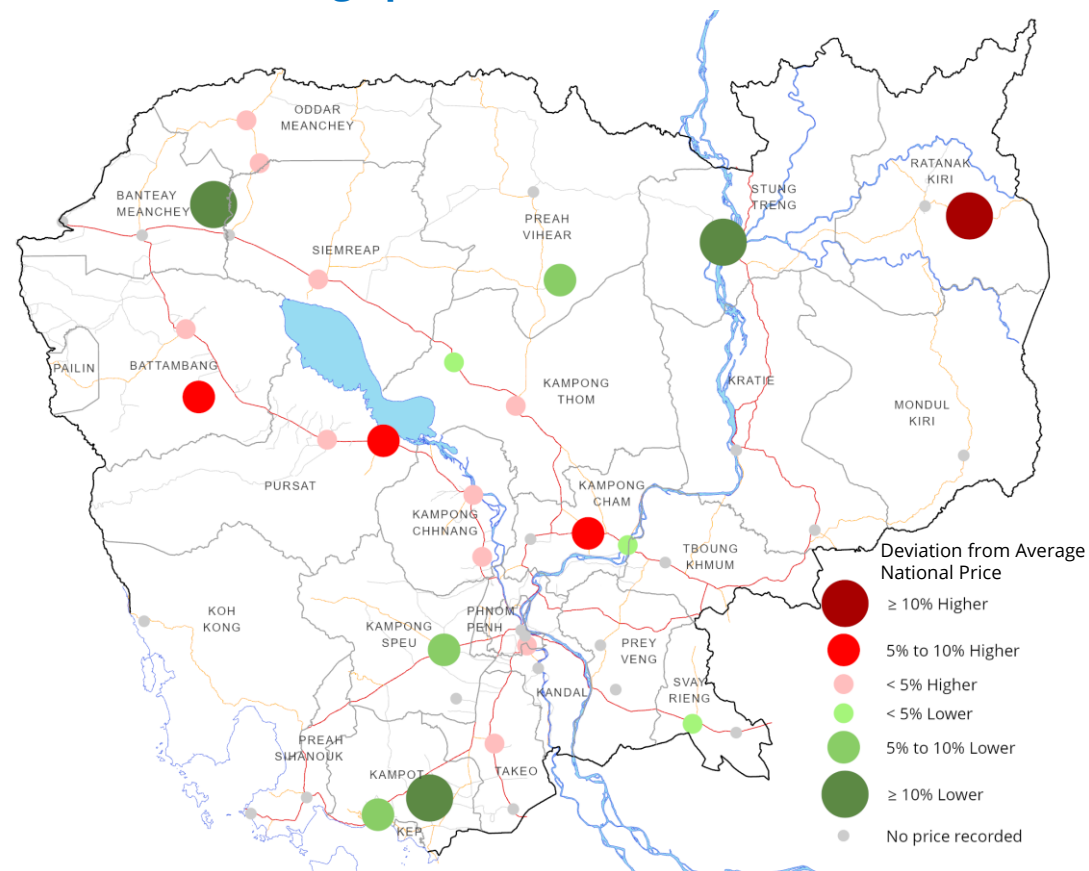 ODDAR
MEANCHEY
RATANAK
KIRI
BANTEAY
MEANCHEY
STUNG
TRENG
PREAH
VIHEAR
SIEMREAP
PAILIN
BATTAMBANG
KAMPONG
THOM
KRATIE
MONDUL
KIRI
PURSAT
KAMPONG
CHAM
KAMPONG
CHHNANG
TBOUNG
KHMUM
KOH
KONG
KAMPONG
SPEU
PHNOM
PENH
PREY
VENG
KANDAL
SVAY
RIENG
PREAH
SIHANOUK
KAMPOT
TAKEO
KEP
Deviation from Average
National Price
≥ 10% Higher
5% to 10% Higher
< 5% Higher
< 5% Lower
5% to 10% Lower
≥ 10% Lower
No price recorded